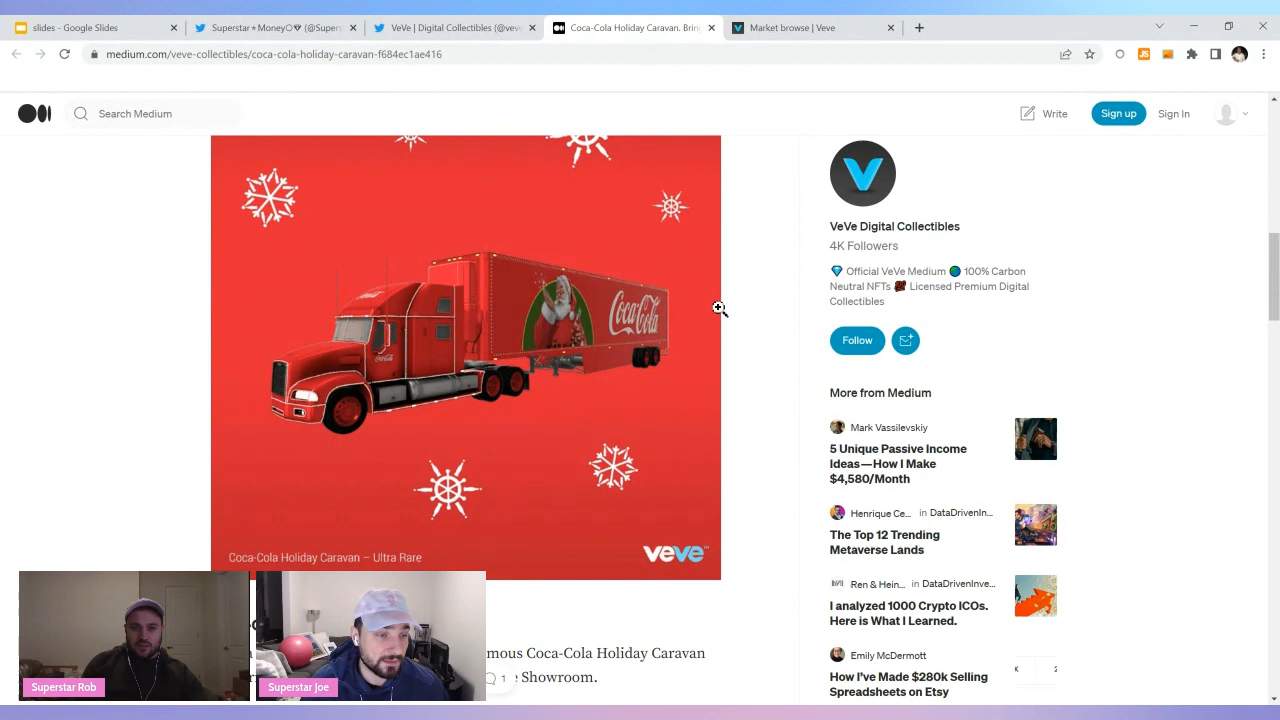 slides - Google Slides
Superstar ⭑ Money
VeVe | Digital Collectibles (@veve
Coca-Cola Holiday Caravan. Brin
Market browse | Veve
medium.com/veve-collectibles/coca-cola-holiday-caravan-f684ec1ae416
Search Medium
Write
Sign up
Sign In
Coca-Cola
Coca-Cola Holiday Caravan – Ultra Rare
veve
VeVe Digital Collectibles
4K Followers
💎 Official VeVe Medium 🌎 100% Carbon
Neutral NFTs Licensed Premium Digital
Collectibles
Follow
More from Medium
Mark Vassilevskiy
5 Unique Passive Income
Ideas—How I Make
$4,580/Month
Henrique Ce... in DataDrivenIn...
The Top 12 Trending
Metaverse Lands
Ren & Hein... in DataDrivenInve...
I analyzed 1000 Crypto ICOs.
Here is What I Learned.
Emily McDermott
How I've Made $280k Selling
Spreadsheets on Etsy
mous Coca-Cola Holiday Caravan
1
e Showroom.
Superstar Rob
Superstar Joe